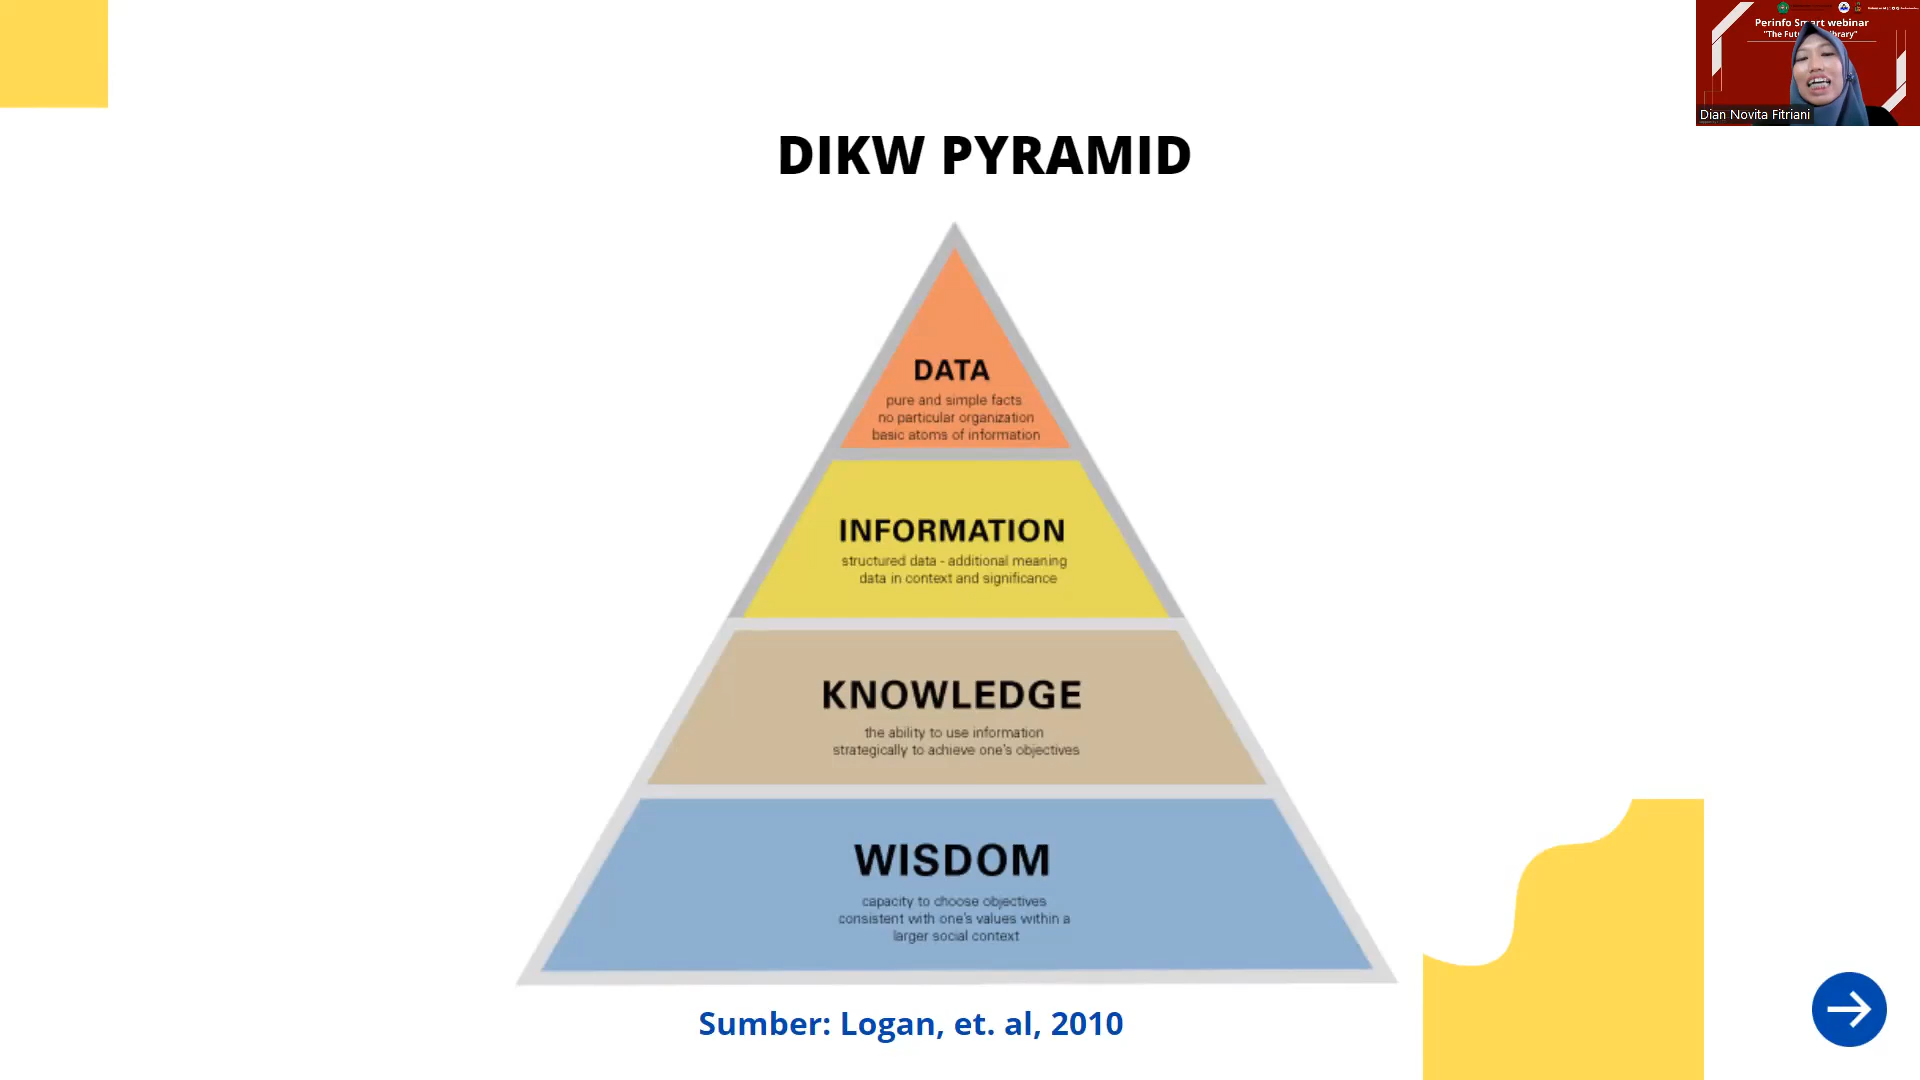 Perinfo Smart webinar
"The Future Library"
Dian Novita Fitriani
DIKW PYRAMID
DATA
pure and simple facts
no particular organization
basic atoms of information
INFORMATION
structured data - additional meaning
data in context and significance
KNOWLEDGE
the ability to use information
strategically to achieve one's objectives
WISDOM
capacity to choose objectives
consistent with one's values within a
larger social context
Sumber: Logan, et. al, 2010